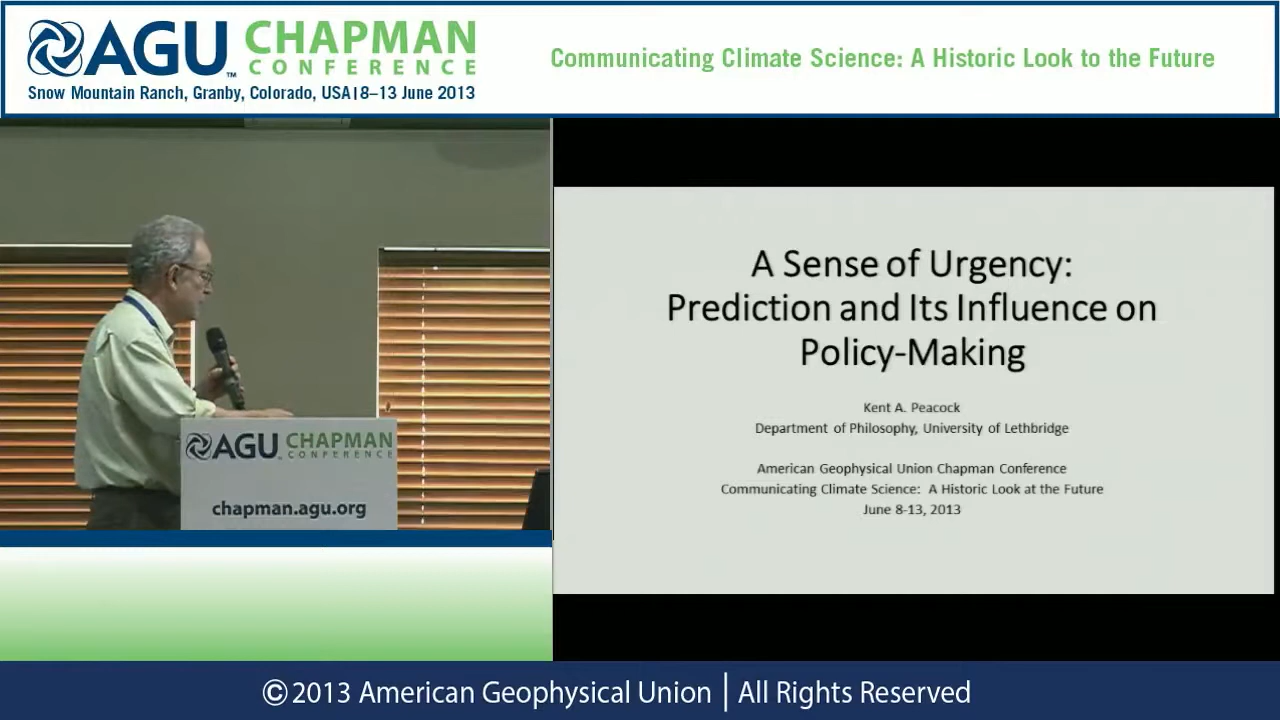 AGU CHAPMAN
CONFERENCE
Snow Mountain Ranch, Granby, Colorado, USA | 8–13 June 2013
Communicating Climate Science: A Historic Look to the Future
A Sense of Urgency:
Prediction and Its Influence on
Policy-Making
Kent A. Peacock
Department of Philosophy, University of Lethbridge
American Geophysical Union Chapman Conference
Communicating Climate Science: A Historic Look at the Future
June 8-13, 2013
AGU CHAPMAN
CONFERENCE
chapman.agu.org
©2013 American Geophysical Union | All Rights Reserved